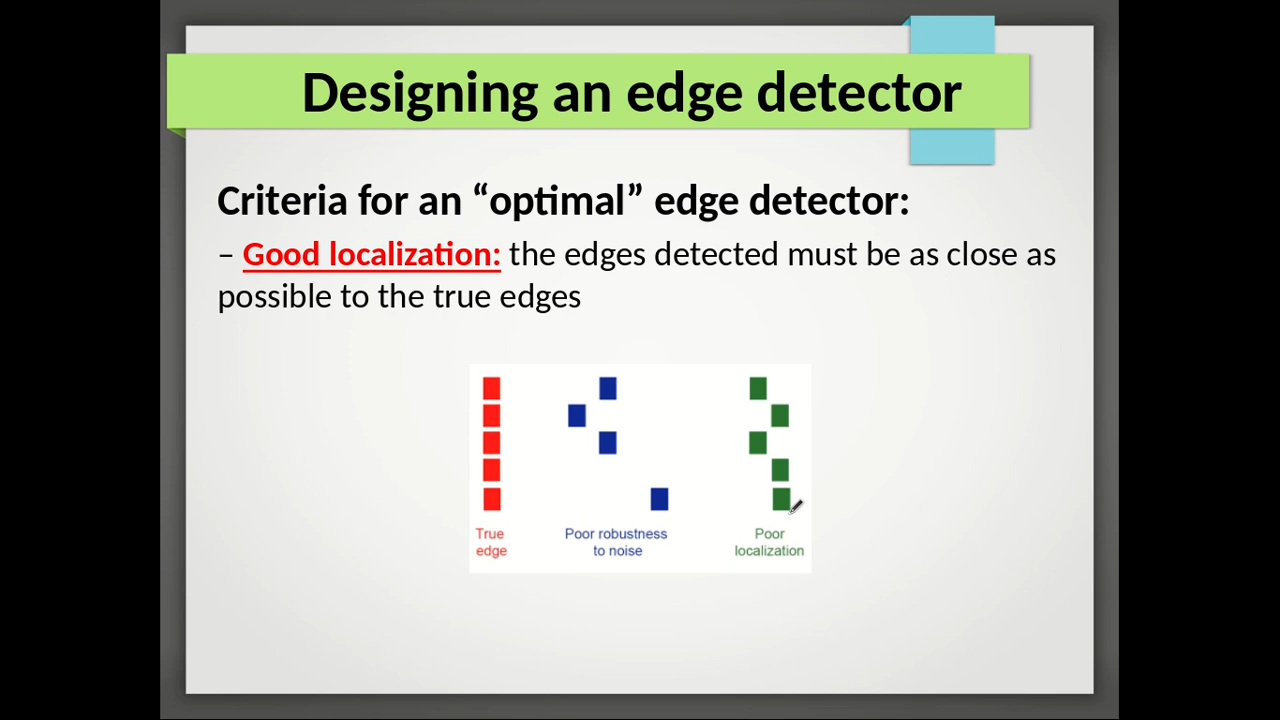 Designing an edge detector
Criteria for an “optimal” edge detector:
– Good localization: the edges detected must be as close as
possible to the true edges
True
edge
Poor robustness
to noise
Poor
localization